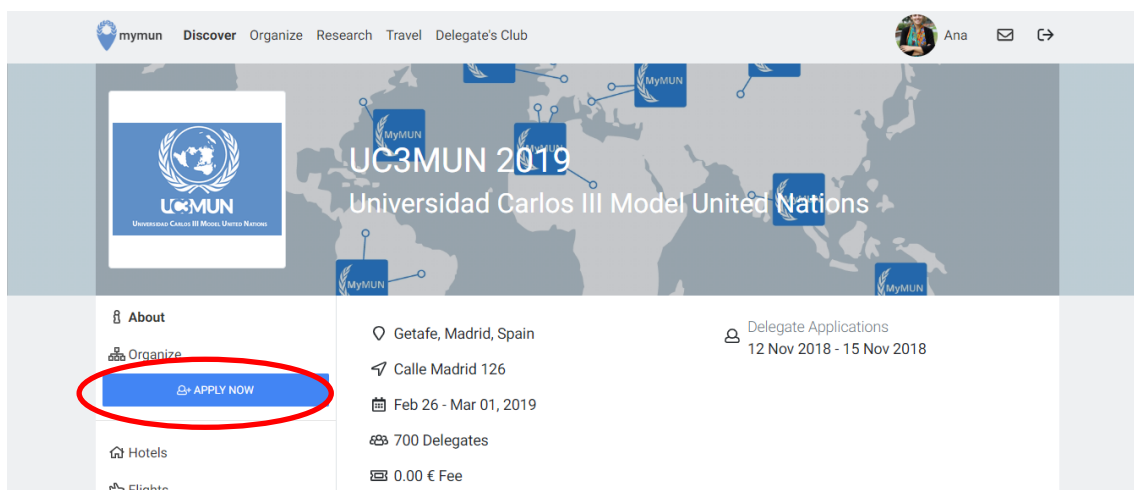 mymun Discover Organize Research Travel Delegate's Club Ana
MyMUN
MyMUN
UC3MUN
UNIVERSIDAD CARLOS III MODEL UNITED NATIONS
UC3MUN 2019
Universidad Carlos III Model United Nations
MyMUN
MyMUN
About
Organize
APPLY NOW
Hotels
Flights
Getafe, Madrid, Spain
Calle Madrid 126
Feb 26 - Mar 01, 2019
700 Delegates
0.00 € Fee
Delegate Applications
12 Nov 2018 - 15 Nov 2018